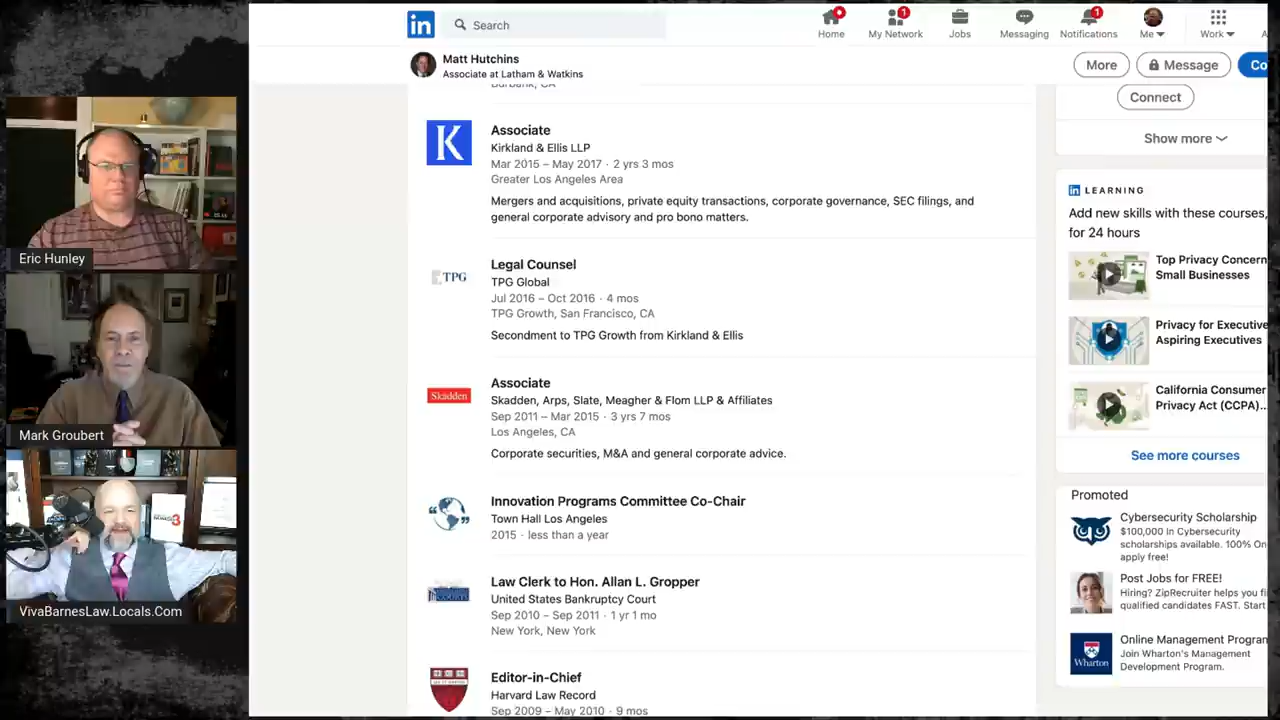 Eric Hunley
Mark Groubert
VivaBarnesLaw.Locals.Com
in
Search
Home
1
My Network
Jobs
Messaging
1
Notifications
Me
Work
Matt Hutchins
Associate at Latham & Watkins
More
Message
Co
Burbank, CA
K
Associate
Kirkland & Ellis LLP
Mar 2015 – May 2017 · 2 yrs 3 mos
Greater Los Angeles Area
Mergers and acquisitions, private equity transactions, corporate governance, SEC filings, and
general corporate advisory and pro bono matters.
TPG
Legal Counsel
TPG Global
Jul 2016 – Oct 2016 · 4 mos
TPG Growth, San Francisco, CA
Secondment to TPG Growth from Kirkland & Ellis
Skadden
Associate
Skadden, Arps, Slate, Meagher & Flom LLP & Affiliates
Sep 2011 – Mar 2015 · 3 yrs 7 mos
Los Angeles, CA
Corporate securities, M&A and general corporate advice.
Innovation Programs Committee Co-Chair
Town Hall Los Angeles
2015 · less than a year
Law Clerk to Hon. Allan L. Gropper
United States Bankruptcy Court
Sep 2010 – Sep 2011 · 1 yr 1 mo
New York, New York
Editor-in-Chief
Harvard Law Record
Sep 2009 – May 2010 · 9 mos
Connect
Show more
in LEARNING
Add new skills with these courses,
for 24 hours
Top Privacy Concern
Small Businesses
Privacy for Executive
Aspiring Executives
California Consumer
Privacy Act (CCPA)...
See more courses
Promoted
Cybersecurity Scholarship
$100,000 In Cybersecurity
scholarships available. 100% On
apply free!
Post Jobs for FREE!
Hiring? ZipRecruiter helps you fi
qualified candidates FAST. Start
Wharton
Online Management Program
Join Wharton's Management
Development Program.